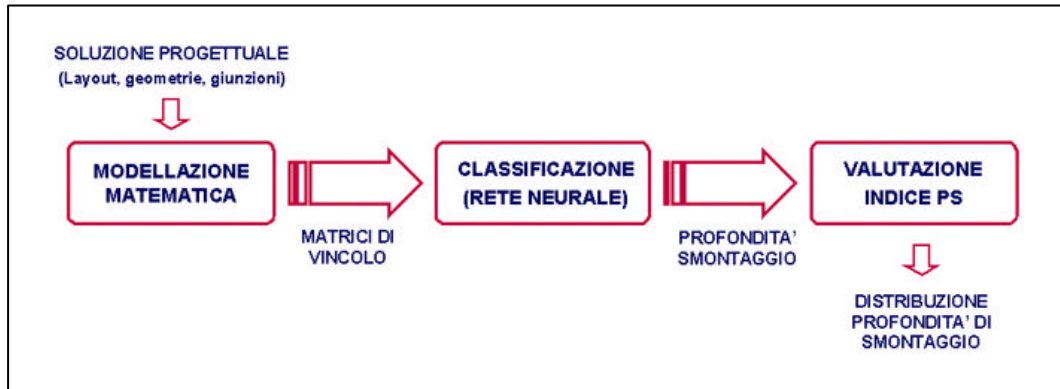 SOLUZIONE PROGETTUALE
(Layout, geometrie, giunzioni)
MODELLAZIONE
MATEMATICA
MATRICI DI
VINCOLO
CLASSIFICAZIONE
(RETE NEURALE)
PROFONDITA'
SMONTAGGIO
VALUTAZIONE
INDICE PS
DISTRIBUZIONE
PROFONDITA' DI
SMONTAGGIO